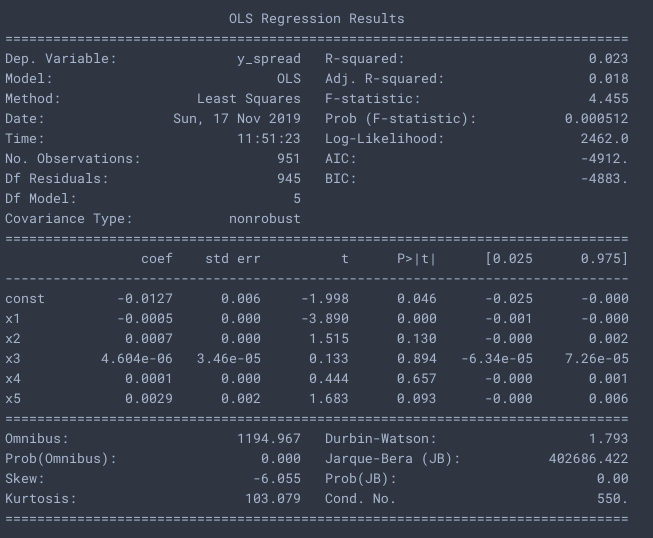 OLS Regression Results
==============================================================================
Dep. Variable:               y_spread   R-squared:                       0.023
Model:                            OLS   Adj. R-squared:                  0.018
Method:                 Least Squares   F-statistic:                     4.455
Date:                Sun, 17 Nov 2019   Prob (F-statistic):           0.000512
Time:                        11:51:23   Log-Likelihood:                 2462.0
No. Observations:                 951   AIC:                            -4912.
Df Residuals:                     945   BIC:                            -4883.
Df Model:                           5
Covariance Type:            nonrobust
==============================================================================
                 coef    std err          t      P>|t|      [0.025      0.975]
------------------------------------------------------------------------------
const         -0.0127      0.006     -1.998      0.046      -0.025      -0.000
x1            -0.0005      0.000     -3.890      0.000      -0.001      -0.000
x2             0.0007      0.000      1.515      0.130      -0.000       0.002
x3          4.604e-06   3.46e-05      0.133      0.894   -6.34e-05    7.26e-05
x4             0.0001      0.000      0.444      0.657      -0.000       0.001
x5             0.0029      0.002      1.683      0.093      -0.000       0.006
==============================================================================
Omnibus:                     1194.967   Durbin-Watson:                   1.793
Prob(Omnibus):                  0.000   Jarque-Bera (JB):           402686.422
Skew:                          -6.055   Prob(JB):                         0.00
Kurtosis:                     103.079   Cond. No.                         550.
==============================================================================